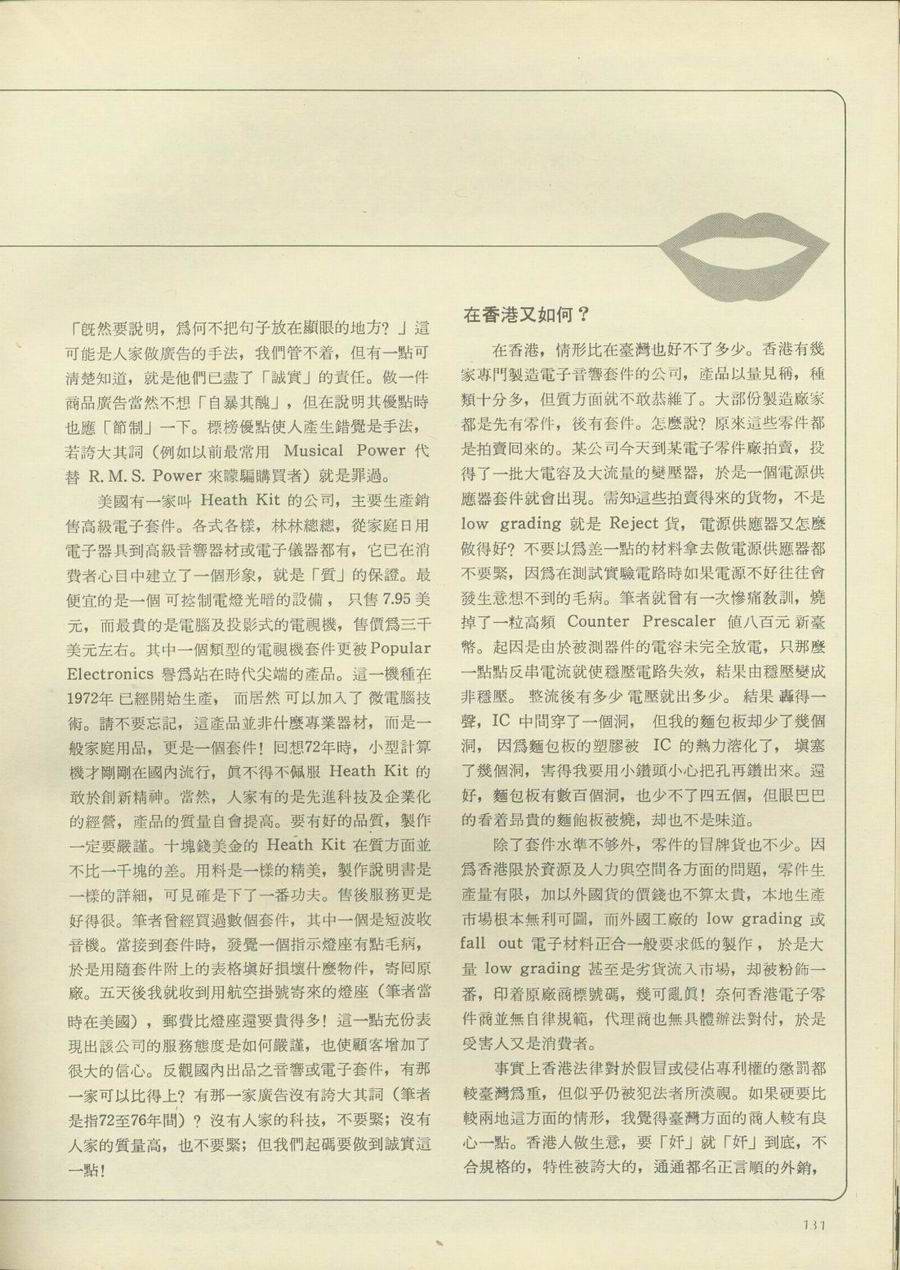 「旣然要說明，爲何不把句子放在顯眼的地方？」這
可能是人家做廣告的手法，我們管不着，但有一點可
清楚知道，就是他們已盡了「誠實」的責任。做一件
商品廣告當然不想「自暴其醜」，但在說明其優點時
也應「節制」一下。標榜優點使人產生錯覺是手法，
若誇大其詞（例如以前最常用 Musical Power 代
替 R. M. S. Power 來矇騙購買者）就是罪過。
美國有一家叫 Heath Kit 的公司，主要生產銷
售高級電子套件。各式各樣，林林總總，從家庭日用
電子器具到高級音響器材或電子儀器都有，它已在消
費者心目中建立了一個形象，就是「質」的保證。最
便宜的是一個可控制電燈光暗的設備，只售 7.95 美
元，而最貴的是電腦及投影式的電視機，售價爲三千
美元左右。其中一個類型的電視機套件更被 Popular
Electronics 譽爲站在時代尖端的產品。這一機種在
1972年已經開始生產，而居然可以加入了微電腦技
術。請不要忘記，這產品並非什麼專業器材，而是一
般家庭用品，更是一個套件！回想72年時，小型計算
機才剛剛在國內流行，眞不得不佩服 Heath Kit 的
敢於創新精神。當然，人家有的是先進科技及企業化
的經營，產品的質量自會提高。要有好的品質，製作
一定要嚴謹。十塊錢美金的 Heath Kit 在質方面並
不比一千塊的差。用料是一樣的精美，製作說明書是
一樣的詳細，可見確是下了一番功夫。售後服務更是
好得很。筆者曾經買過數個套件，其中一個是短波收
音機。當接到套件時，發覺一個指示燈座有點毛病，
於是用隨套件附上的表格塡好損壞什麼物件，寄回原
廠。五天後我就收到用航空掛號寄來的燈座（筆者當
時在美國），郵費比燈座還要貴得多！這一點充份表
現出該公司的服務態度是如何嚴謹，也使顧客增加了
很大的信心。反觀國內出品之音響或電子套件，有那
一家可以比得上？有那一家廣告沒有誇大其詞（筆者
是指72至76年間）？沒有人家的科技，不要緊；沒有
人家的質量高，也不要緊；但我們起碼要做到誠實這
一點！
在香港又如何？
在香港，情形比在臺灣也好不了多少。香港有幾
家專門製造電子音響套件的公司，產品以量見稱，種
類十分多，但質方面就不敢恭維了。大部份製造廠家
都是先有零件，後有套件。怎麼說？原來這些零件都
是拍賣回來的。某公司今天到某電子零件廠拍賣，投
得了一批大電容及大流量的變壓器，於是一個電源供
應器套件就會出現。需知這些拍賣得來的貨物，不是
low grading 就是 Reject 貨，電源供應器又怎麼
做得好？不要以爲差一點的材料拿去做電源供應器都
不要緊，因爲在測試實驗電路時如果電源不好往往會
發生意想不到的毛病。筆者就曾有一次慘痛敎訓，燒
掉了一粒高頻 Counter Prescaler 值八百元新臺
幣。起因是由於被測器件的電容未完全放電，只那麼
一點點反串電流就使穩壓電路失效，結果由穩壓變成
非穩壓。整流後有多少電壓就出多少。結果轟得一
聲，IC 中間穿了一個洞，但我的麵包板却少了幾個
洞，因爲麵包板的塑膠被 IC 的熱力溶化了，塡塞
了幾個洞，害得我要用小鑽頭小心把孔再鑽出來。還
好，麵包板有數百個洞，也少不了四五個，但眼巴巴
的看着昂貴的麵飽板被燒，却也不是味道。
除了套件水準不够外，零件的冒牌貨也不少。因
爲香港限於資源及人力與空間各方面的問題，零件生
產量有限，加以外國貨的價錢也不算太貴，本地生產
市場根本無利可圖，而外國工廠的 low grading 或
fall out 電子材料正合一般要求低的製作，於是大
量 low grading 甚至是劣貨流入市場，却被粉飾一
番，印着原廠商標號碼，幾可亂眞！奈何香港電子零
件商並無自律規範，代理商也無具體辦法對付，於是
受害人又是消費者。
事實上香港法律對於假冒或侵佔專利權的懲罰都
較臺灣爲重，但似乎仍被犯法者所漠視。如果硬要比
較兩地這方面的情形，我覺得臺灣方面的商人較有良
心一點。香港人做生意，要「奸」就「奸」到底，不
合規格的，特性被誇大的，通通都名正言順的外銷，
131